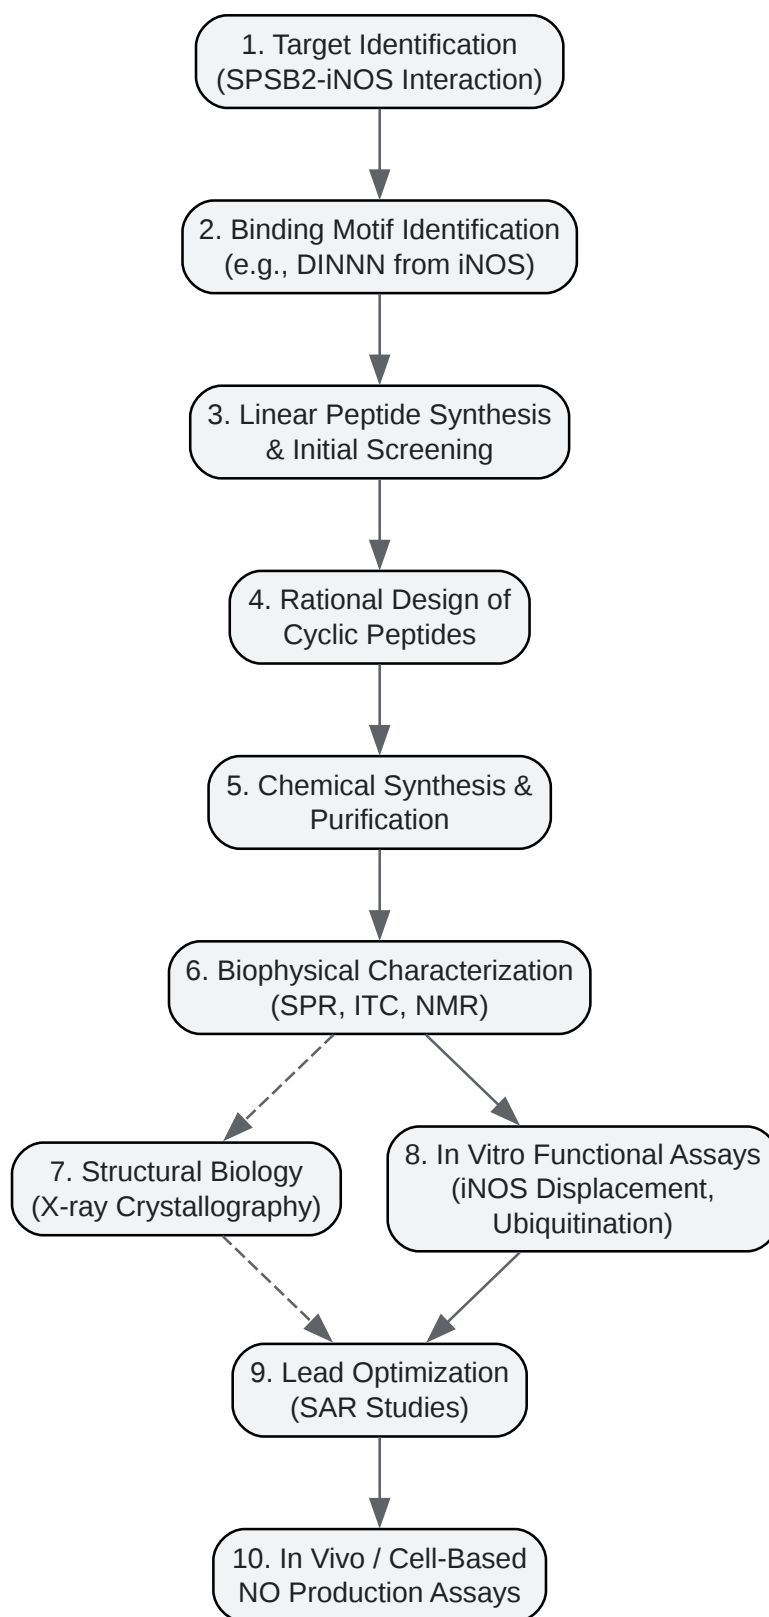 1. Target Identification
(SPSB2-iNOS Interaction)
2. Binding Motif Identification
(e.g., DINNN from iNOS)
3. Linear Peptide Synthesis
& Initial Screening
4. Rational Design of
Cyclic Peptides
5. Chemical Synthesis &
Purification
6. Biophysical Characterization
(SPR, ITC, NMR)
7. Structural Biology
(X-ray Crystallography)
8. In Vitro Functional Assays
(iNOS Displacement,
Ubiquitination)
9. Lead Optimization
(SAR Studies)
10. In Vivo / Cell-Based
NO Production Assays